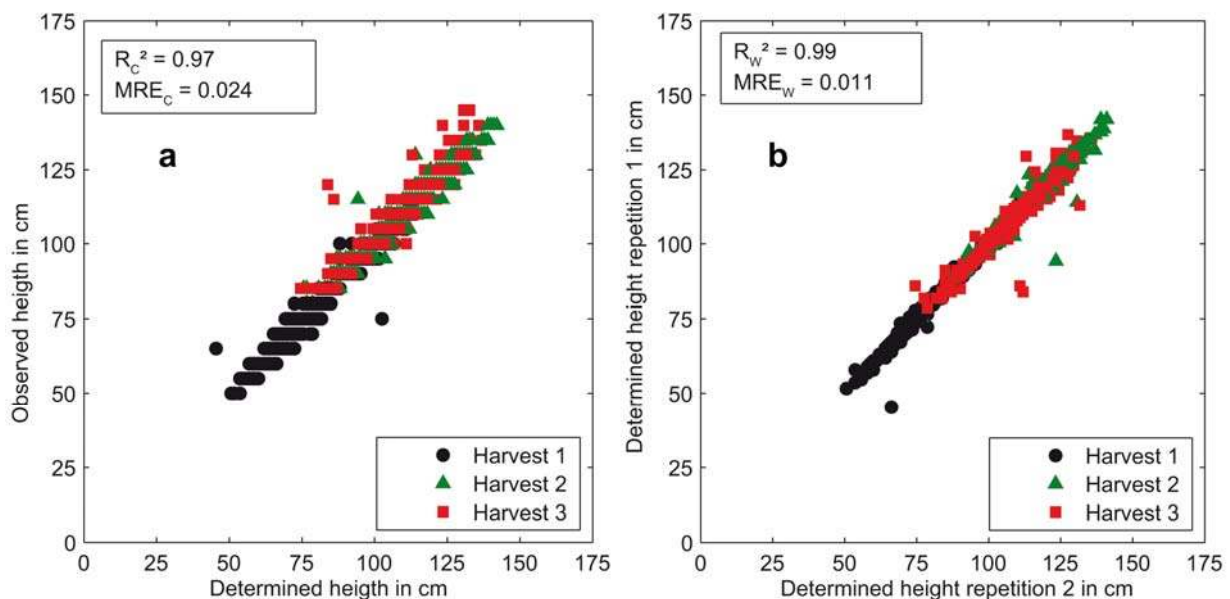 175
150
125
100
75
50
25
0
Observed heigth in cm
R_C² = 0.97
MRE_C = 0.024
a
Harvest 1
Harvest 2
Harvest 3
0 25 50 75 100 125 150 175
Determined heigth in cm
175
150
125
100
75
50
25
0
Determined height repetition 1 in cm
R_W² = 0.99
MRE_W = 0.011
b
Harvest 1
Harvest 2
Harvest 3
0 25 50 75 100 125 150 175
Determined height repetition 2 in cm